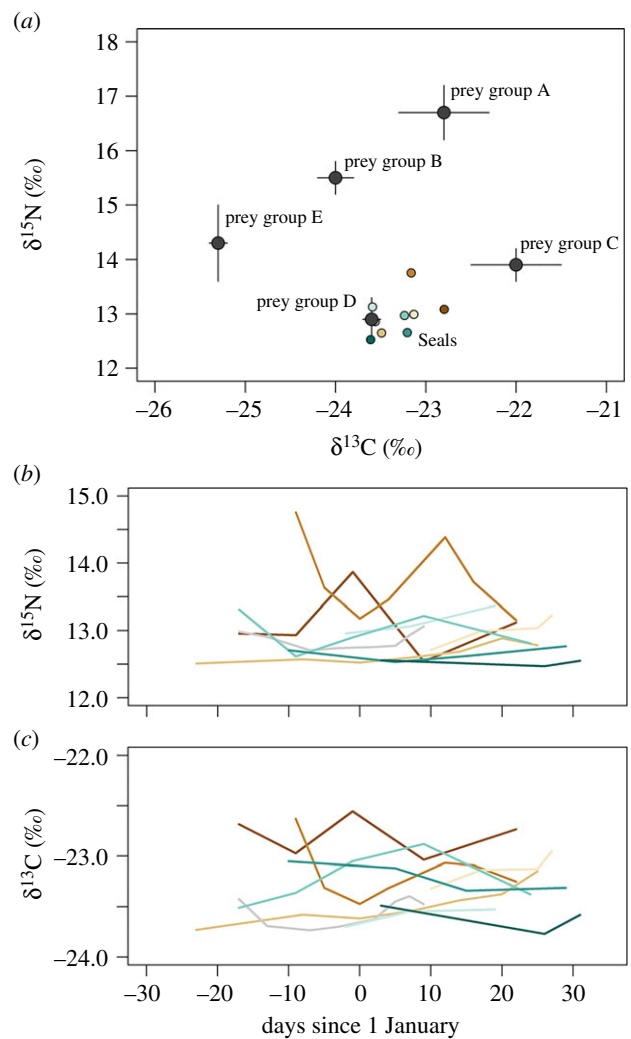 (a)
18
17
16
15
14
13
12
δ15N (‰)
prey group A
prey group B
prey group E
prey group C
prey group D
Seals
–26 –25 –24 –23 –22 –21
δ13C (‰)
(b)
15.0
14.0
13.0
12.0
δ15N (‰)
(c)
–22.0
–23.0
–24.0
δ13C (‰)
–30 –20 –10 0 10 20 30
days since 1 January